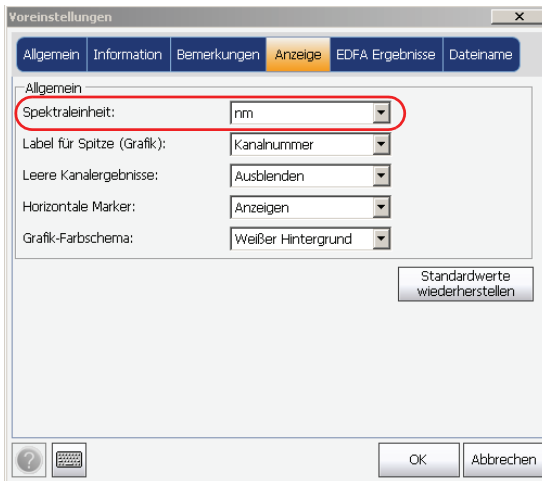 Voreinstellungen x
Allgemein Information Bemerkungen Anzeige EDFA Ergebnisse Dateiname
Allgemein
Spektraleinheit: nm
Label für Spitze (Grafik): Kanalnummer
Leere Kanalergebnisse: Ausblenden
Horizontale Marker: Anzeigen
Grafik-Farbschema: Weißer Hintergrund
Standardwerte
wiederherstellen
? OK Abbrechen